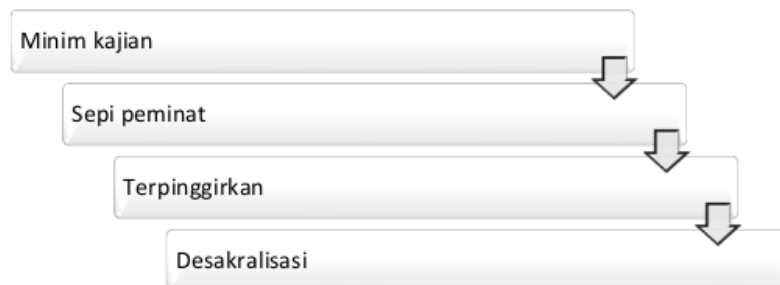 Minim kajian
Sepi peminat
Terpinggirkan
Desakralisasi